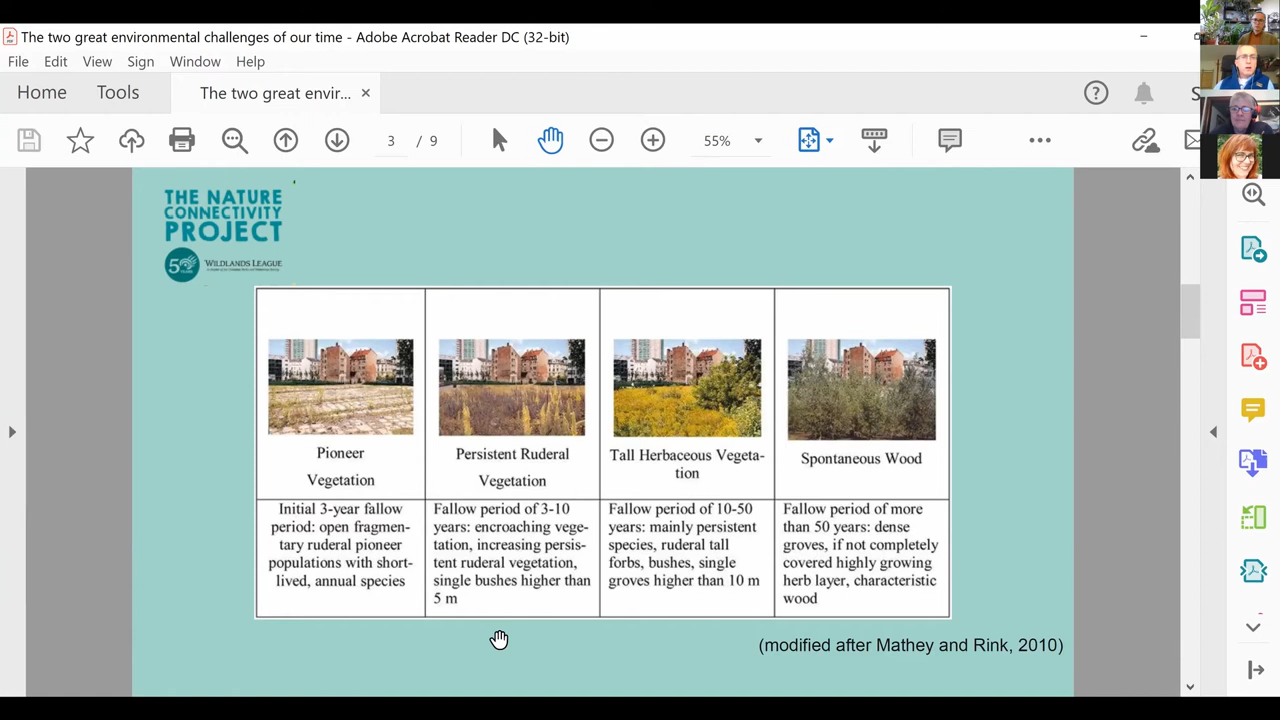 The two great environmental challenges of our time - Adobe Acrobat Reader DC (32-bit)
File Edit View Sign Window Help
Home Tools The two great envir... ×
3 / 9 55%
THE NATURE
CONNECTIVITY
PROJECT
50 WILDLANDS LEAGUE
Pioneer
Vegetation
Persistent Ruderal
Vegetation
Tall Herbaceous Vegeta-
tion
Spontaneous Wood
Initial 3-year fallow
period: open fragmen-
tary ruderal pioneer
populations with short-
lived, annual species
Fallow period of 3-10
years: encroaching vege-
tation, increasing persis-
tent ruderal vegetation,
single bushes higher than
5 m
Fallow period of 10-50
years: mainly persistent
species, ruderal tall
forbs, bushes, single
groves higher than 10 m
Fallow period of more
than 50 years: dense
groves, if not completely
covered highly growing
herb layer, characteristic
wood
(modified after Mathey and Rink, 2010)